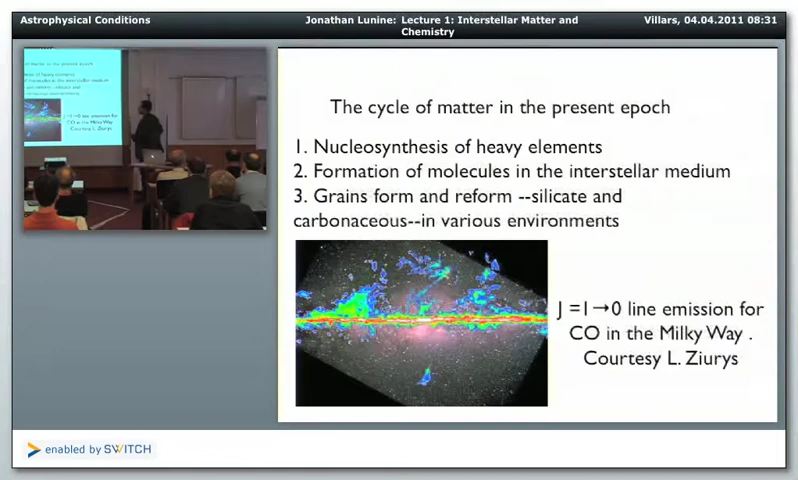 Astrophysical Conditions
Jonathan Lunine: Lecture 1: Interstellar Matter and
Chemistry
Villars, 04.04.2011 08:31
The cycle of matter in the present epoch
1. Nucleosynthesis of heavy elements
2. Formation of molecules in the interstellar medium
3. Grains form and reform --silicate and
carbonaceous--in various environments
J =1→0 line emission for
CO in the Milky Way .
Courtesy L. Ziurys
enabled by SWITCH